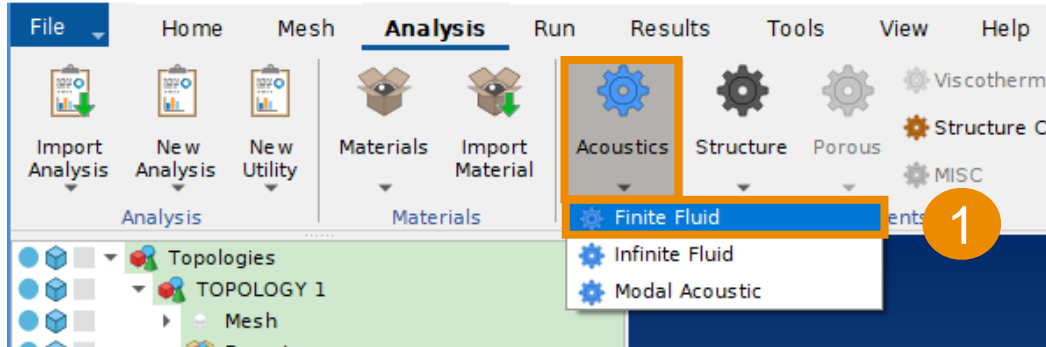 File Home Mesh Analysis Run Results Tools View Help
Import Analysis
New Analysis
New Utility
Materials
Import Material
Acoustics
Structure
Porous
Structure
MISC
Analysis
Materials
Finite Fluid
1
Infinite Fluid
Modal Acoustic
Topologies
TOPOLOGY 1
Mesh